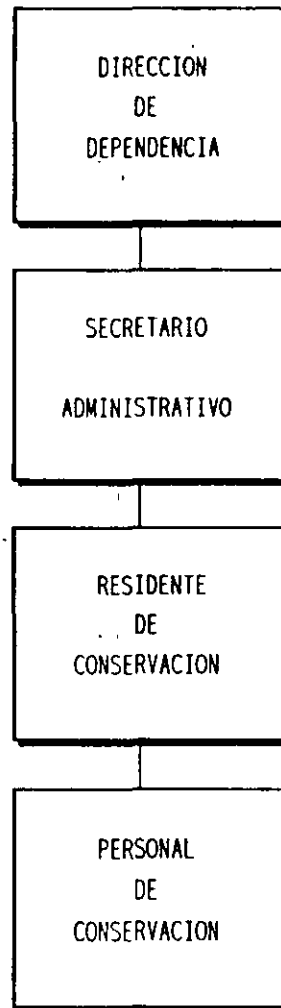 DIRECCION
DE
DEPENDENCIA
SECRETARIO
ADMINISTRATIVO
RESIDENTE
DE
CONSERVACION
PERSONAL
DE
CONSERVACION